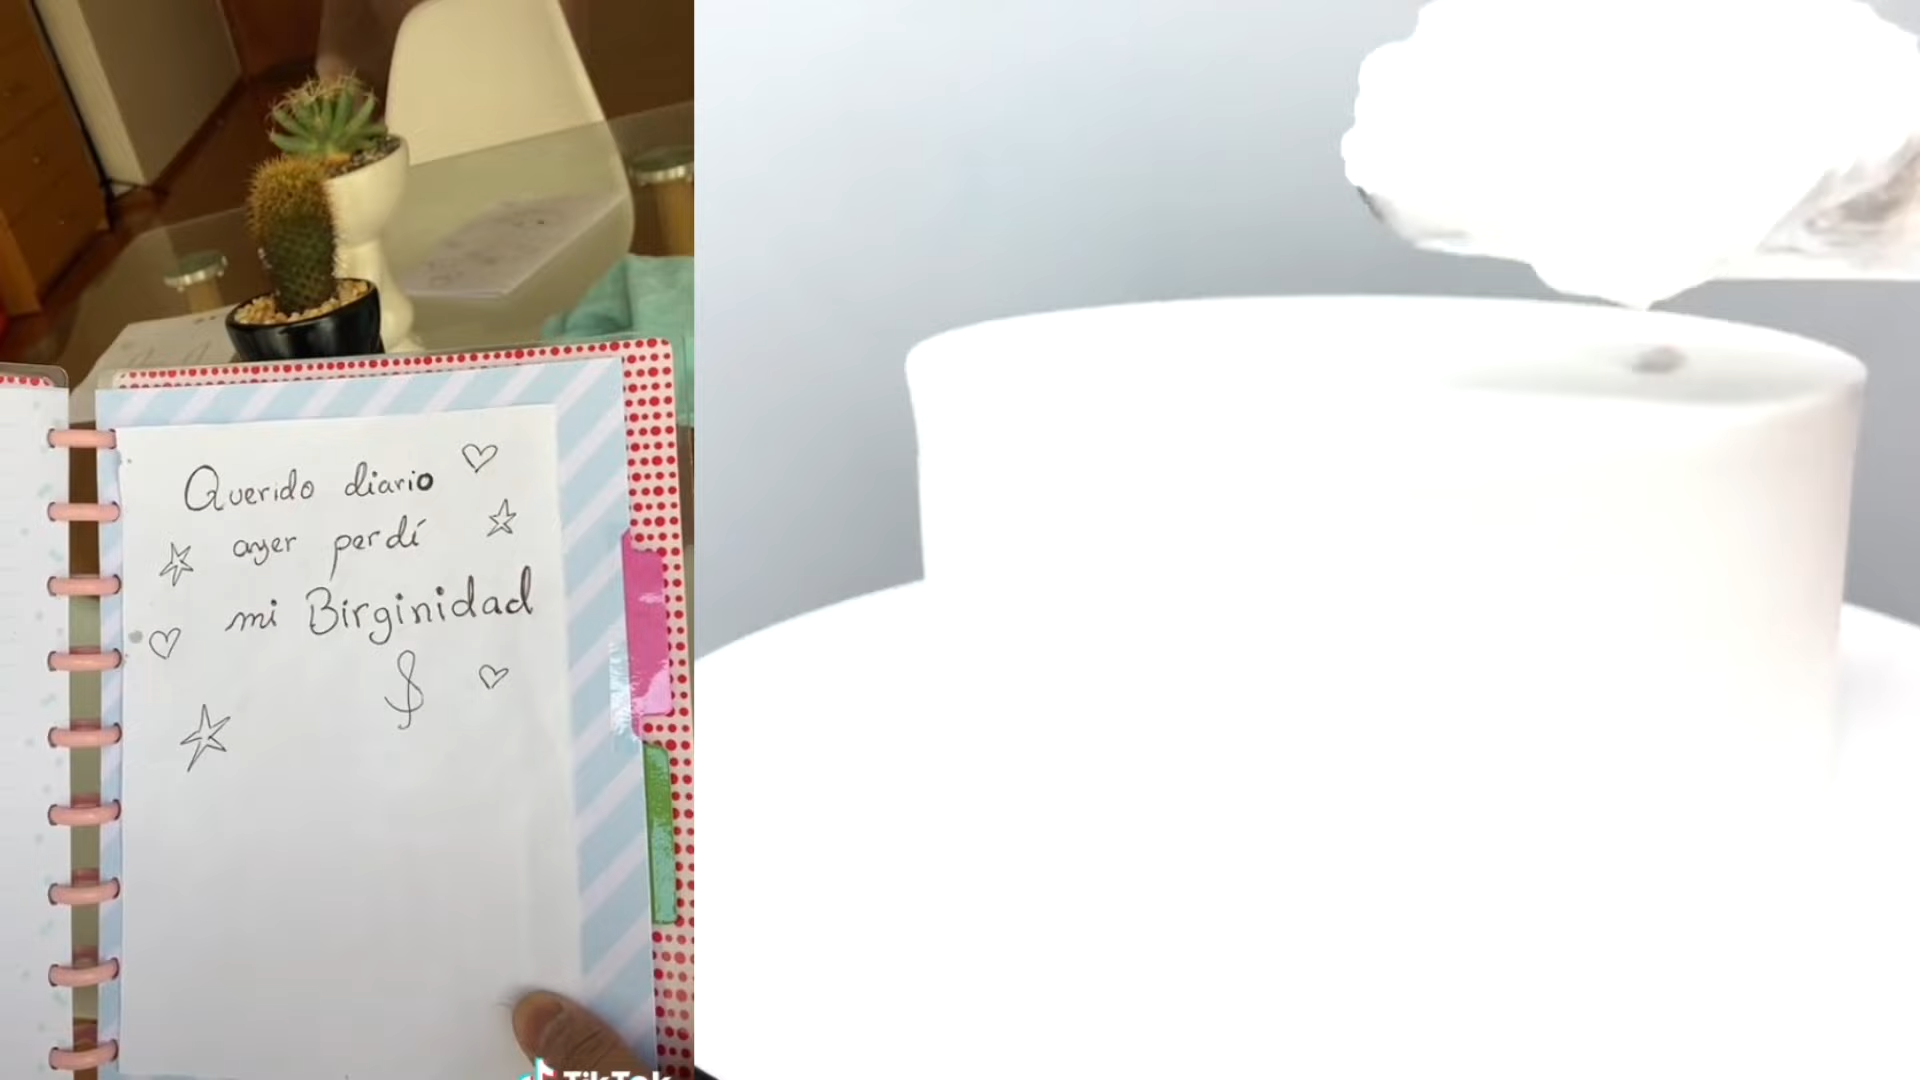 Querido diario
ayer perdí
mi Birginidad
TikTok